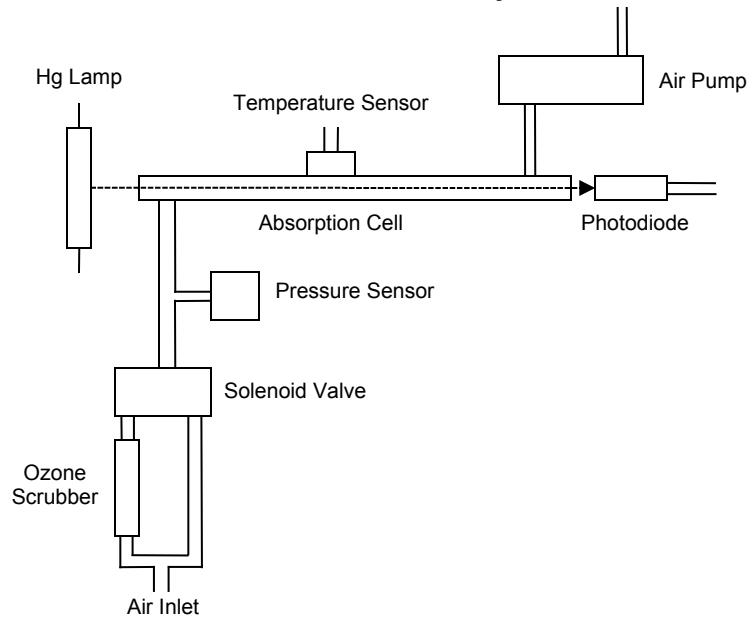 Hg Lamp
Air Pump
Temperature Sensor
Absorption Cell
Photodiode
Pressure Sensor
Solenoid Valve
Ozone
Scrubber
Air Inlet